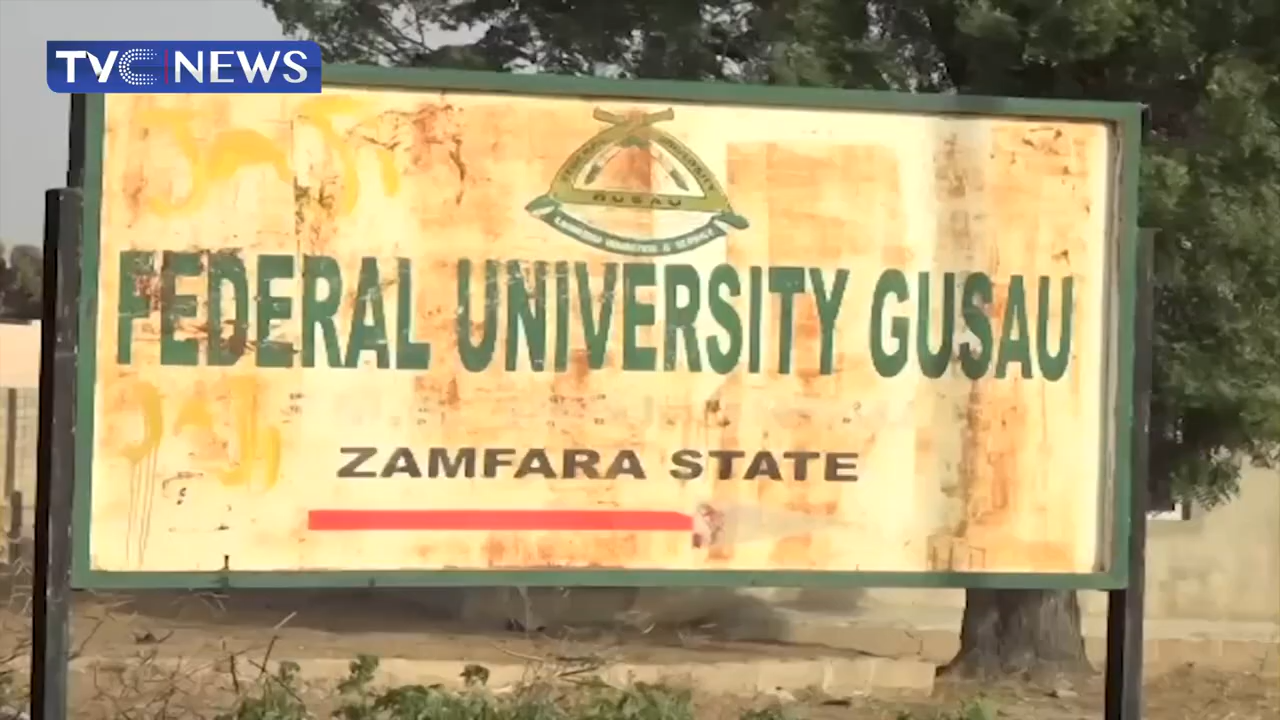 TVC NEWS
GUSAU
FEDERAL UNIVERSITY GUSAU
ZAMFARA STATE